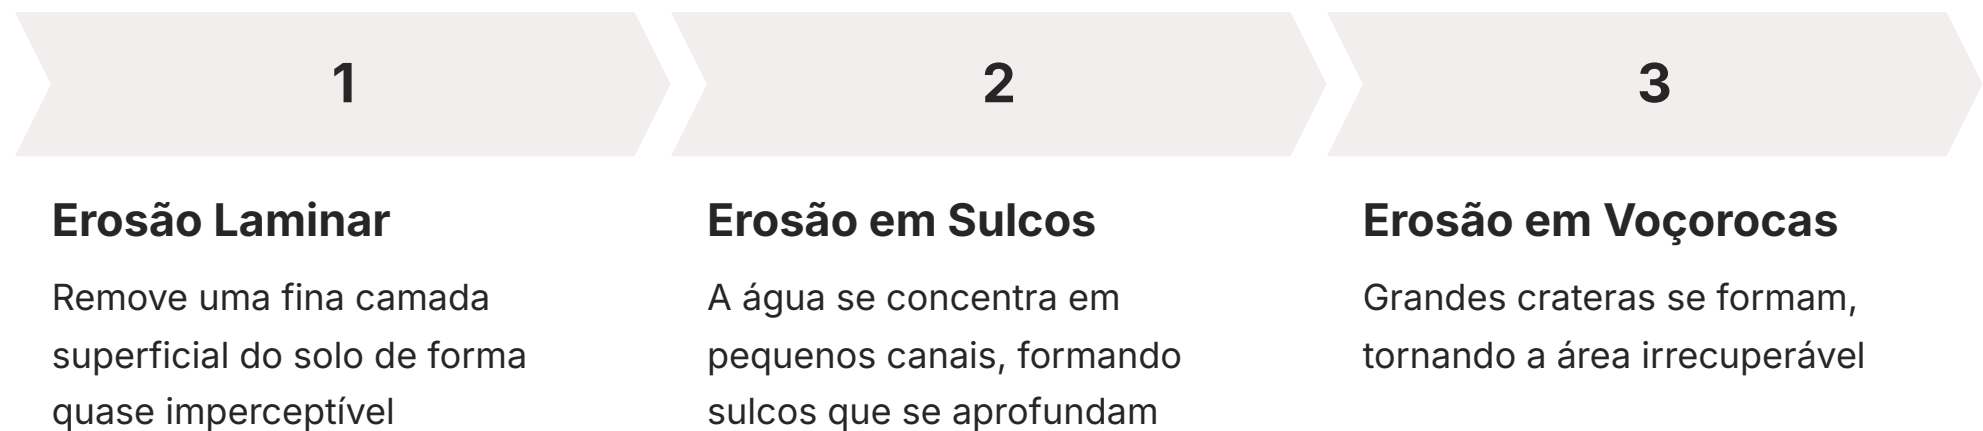 1
Erosão Laminar
Remove uma fina camada
superficial do solo de forma
quase imperceptível
2
Erosão em Sulcos
A água se concentra em
pequenos canais, formando
sulcos que se aprofundam
3
Erosão em Voçorocas
Grandes crateras se formam,
tornando a área irrecuperável